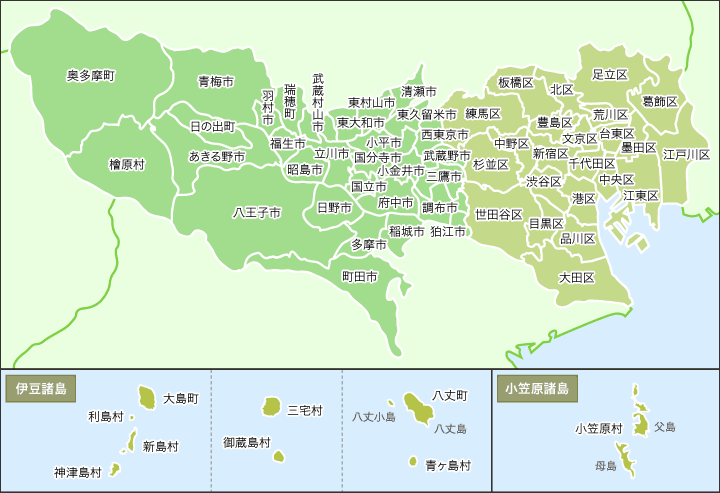 奥多摩町
青梅市
羽村市
瑞穂町
武蔵村山市
東村山市
清瀬市
東久留米市
練馬区
板橋区
北区
足立区
葛飾区
日の出町
福生市
東大和市
小平市
西東京市
中野区
豊島区
荒川区
文京区
台東区
墨田区
江戸川区
檜原村
あきる野市
昭島市
立川市
国分寺市
小金井市
武蔵野市
三鷹市
杉並区
新宿区
千代田区
中央区
渋谷区
江東区
港区
八王子市
日野市
国立市
府中市
調布市
世田谷区
目黒区
品川区
多摩市
稲城市
狛江市
町田市
大田区
伊豆諸島
大島町
利島村
新島村
神津島村
三宅村
御蔵島村
八丈町
八丈小島
八丈島
青ヶ島村
小笠原諸島
小笠原村
父島
母島